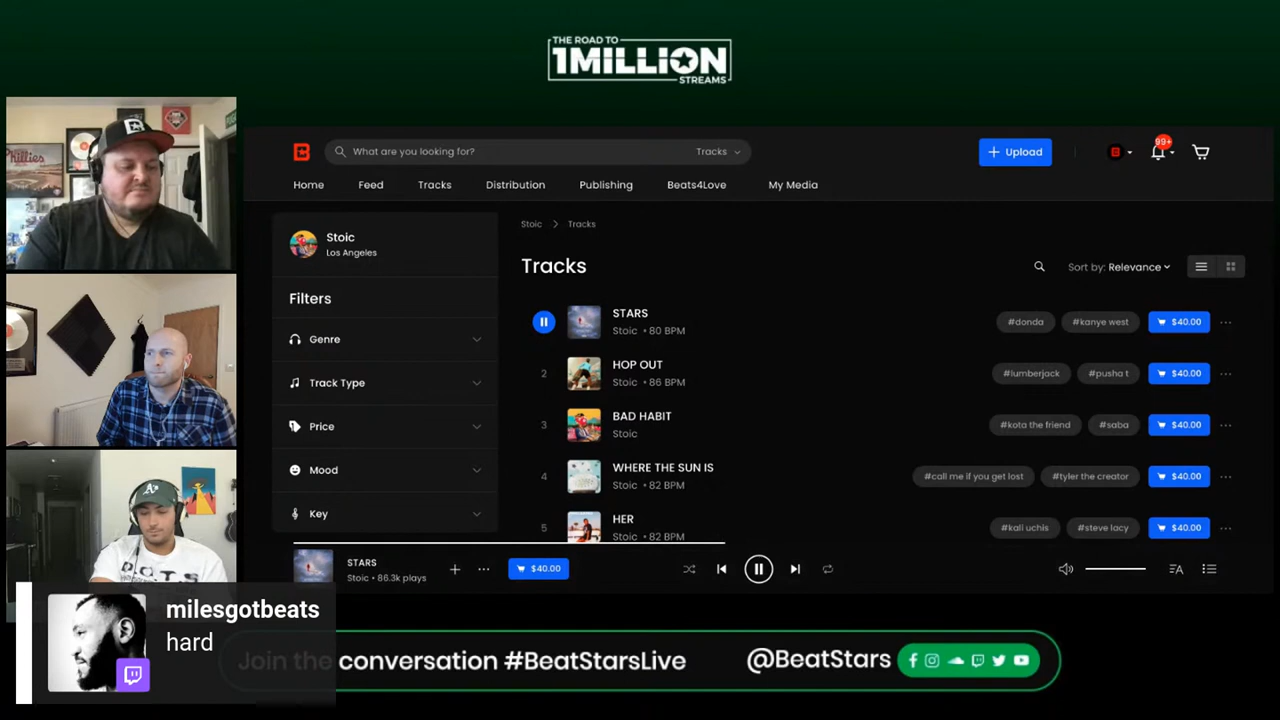 THE ROAD TO
1MILLION
STREAMS
Phillies
What are you looking for?
Tracks
Upload
99+
Home
Feed
Tracks
Distribution
Publishing
Beats4Love
My Media
Stoic
Los Angeles
Filters
Genre
Track Type
Price
Mood
Key
Stoic
Tracks
Tracks
Sort by: Relevance
STARS
Stoic • 80 BPM
#donda
#kanye west
$40.00
2
HOP OUT
Stoic • 86 BPM
#lumberjack
#pusha t
$40.00
3
BAD HABIT
Stoic
#kota the friend
#saba
$40.00
4
WHERE THE SUN IS
Stoic • 82 BPM
#call me if you get lost
#tyler the creator
$40.00
5
HER
Stoic • 82 BPM
#kali uchis
#steve lacy
$40.00
STARS
Stoic • 86.3k plays
$40.00
milesgotbeats
hard
Join the conversation #BeatStarsLive
@BeatStars